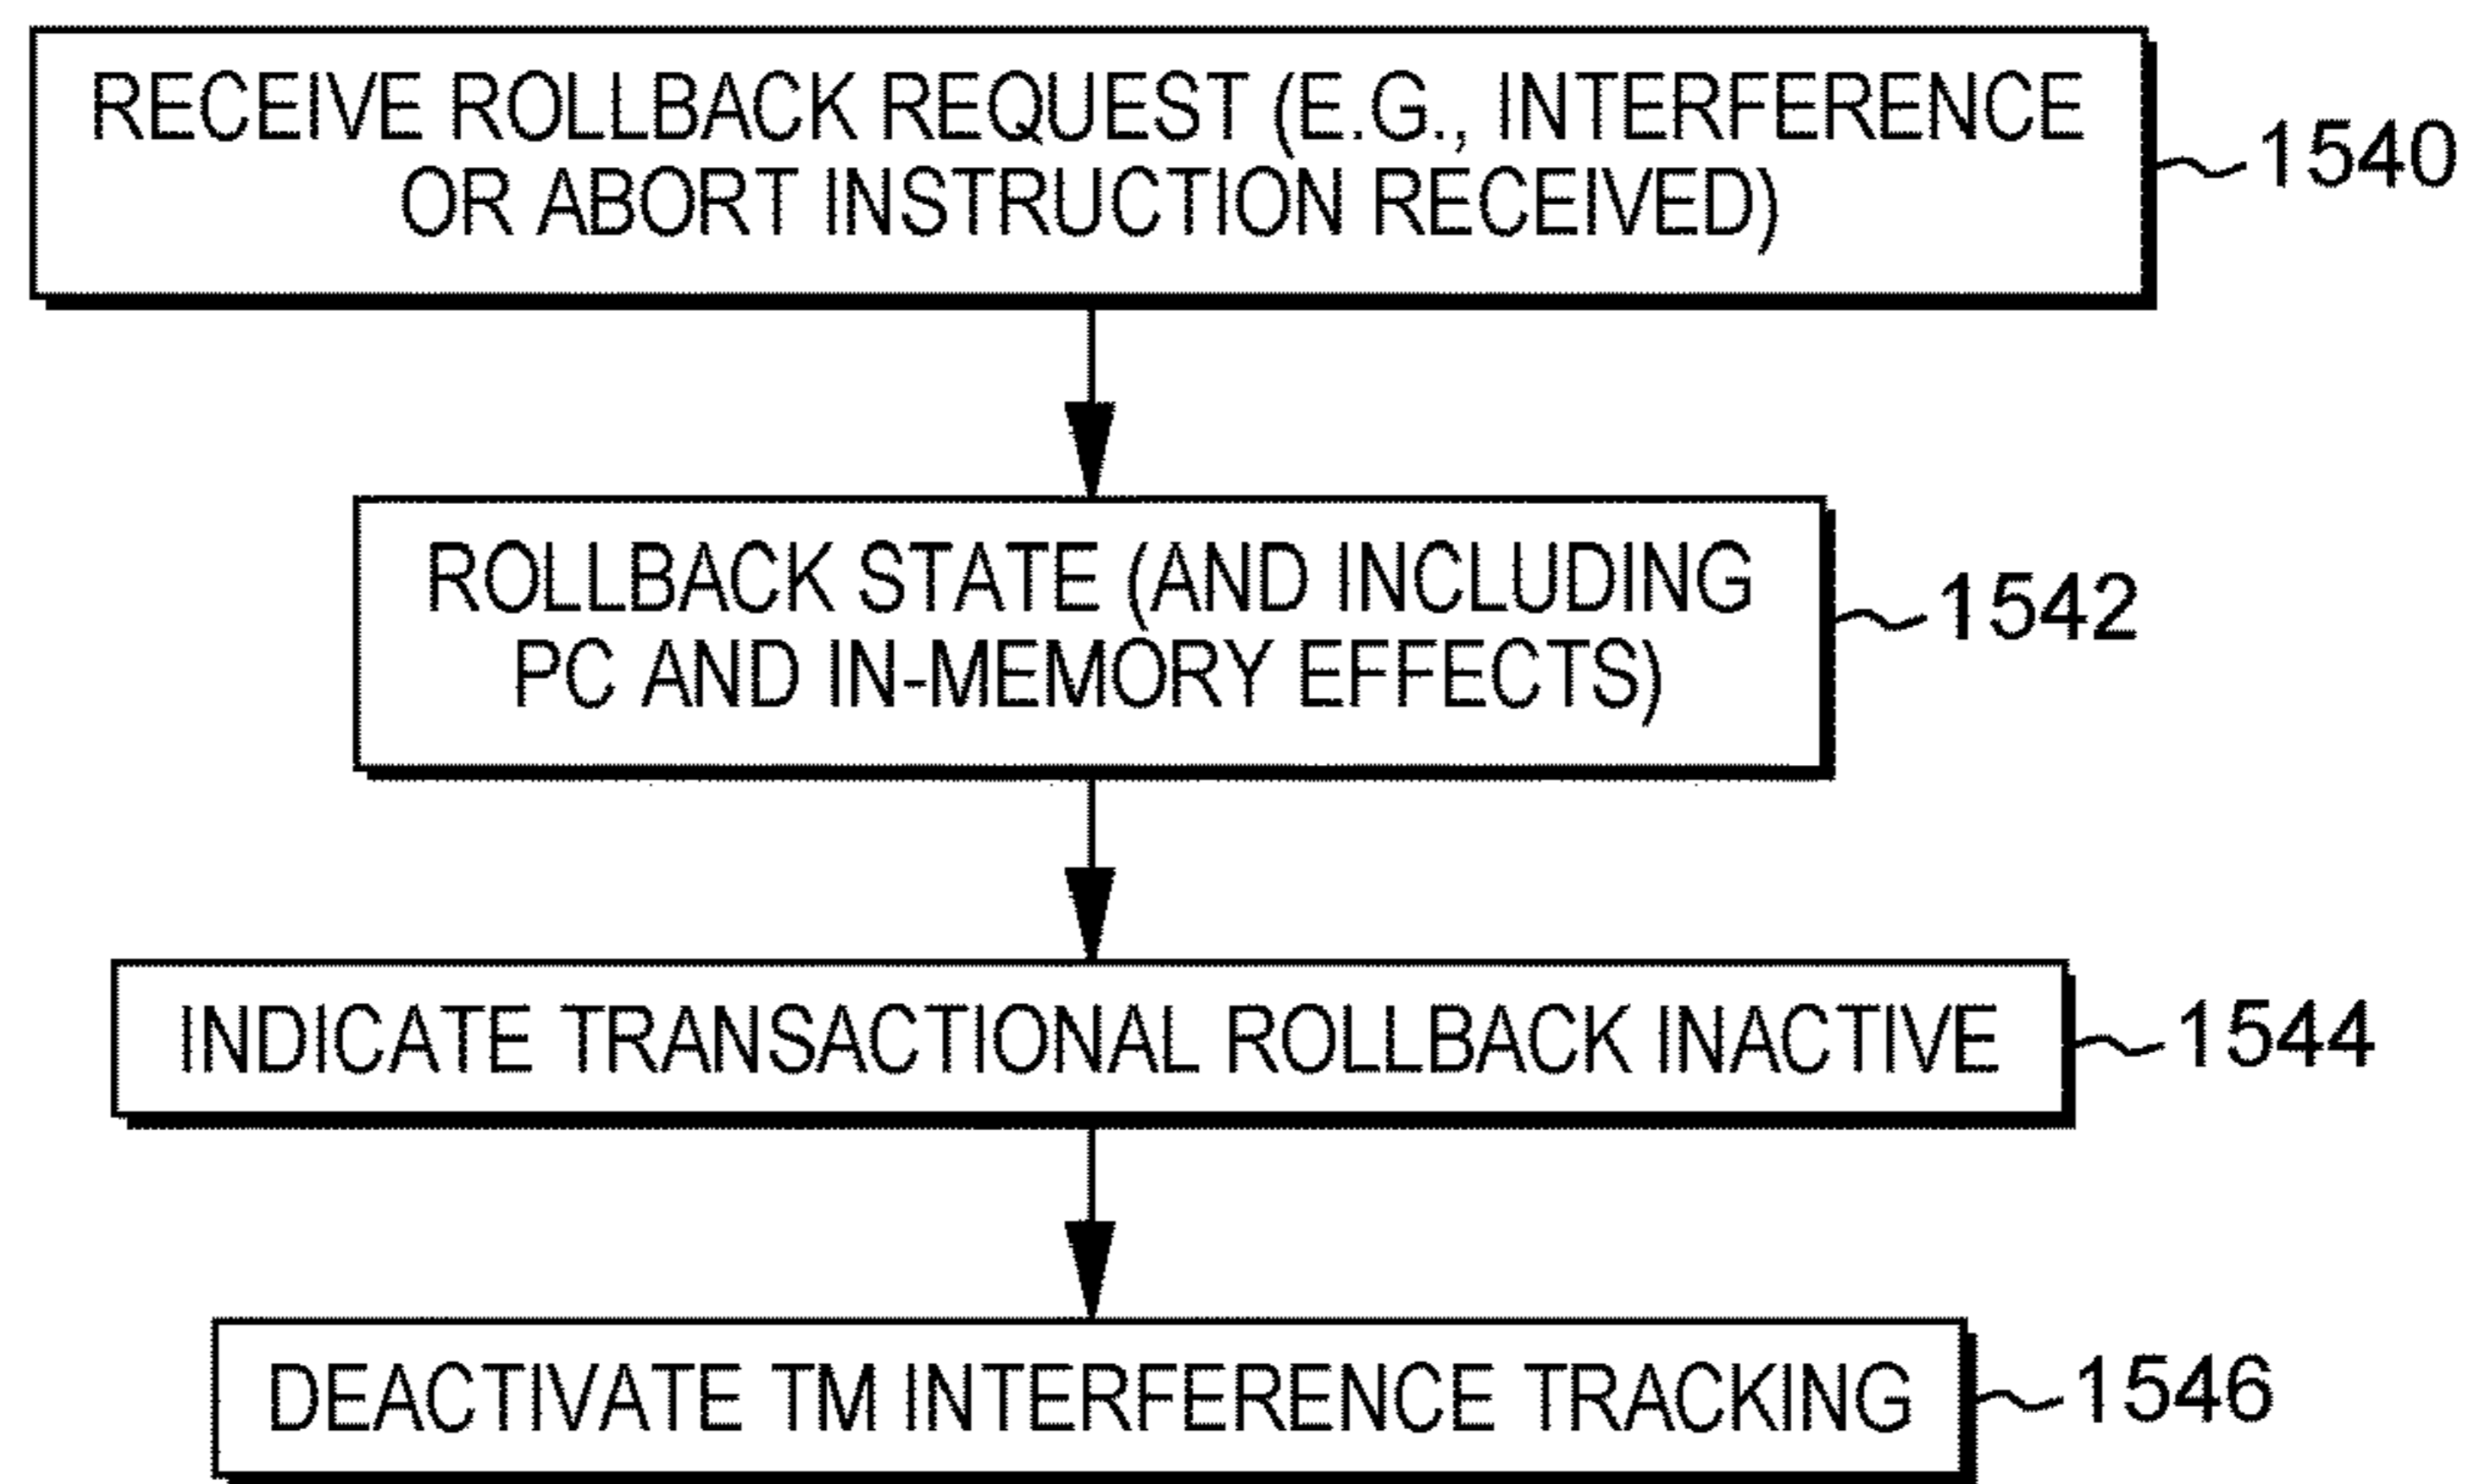 RECEIVE ROLLBACK REQUEST (E.G., INTERFERENCE
OR ABORT INSTRUCTION RECEIVED)
1540
ROLLBACK STATE (AND INCLUDING
PC AND IN-MEMORY EFFECTS)
1542
INDICATE TRANSACTIONAL ROLLBACK INACTIVE
1544
DEACTIVATE TM INTERFERENCE TRACKING
1546